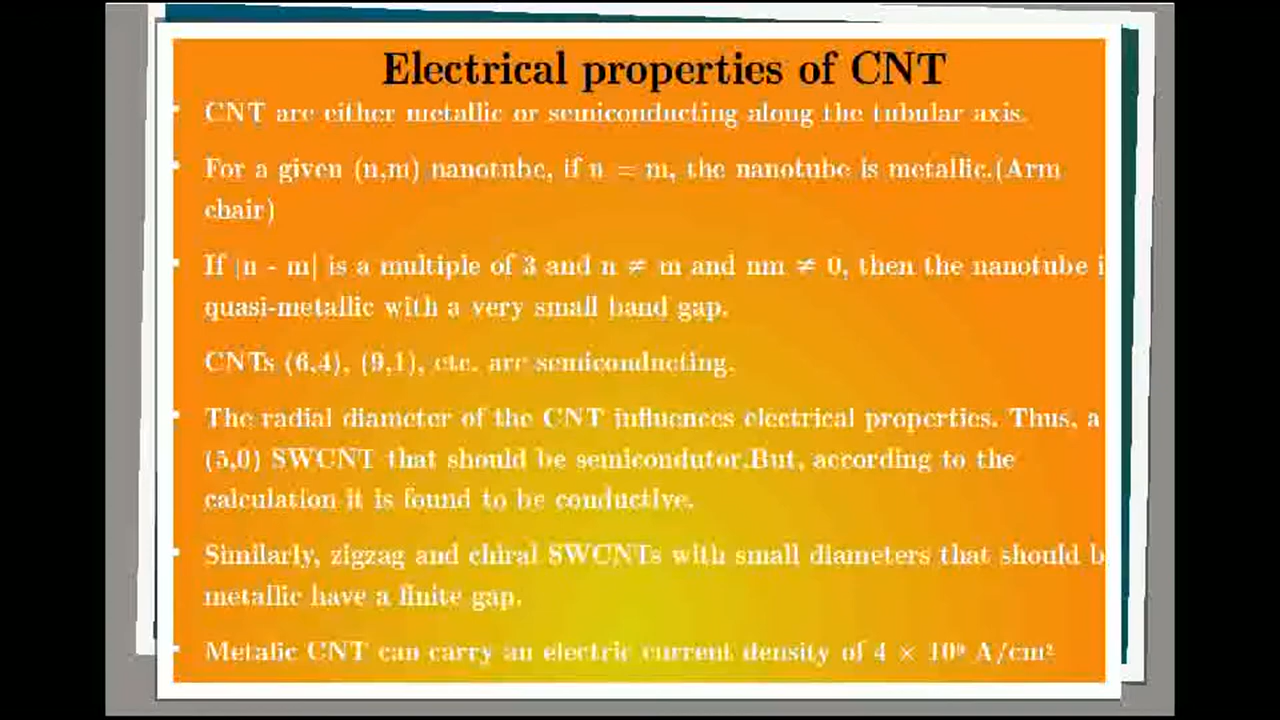 Electrical properties of CNT
CNT are either metallic or semiconducting along the tubular axis.
For a given (n,m) nanotube, if n = m, the nanotube is metallic.(Arm
chair)
If |n - m| is a multiple of 3 and n ≠ m and nm ≠ 0, then the nanotube i
quasi-metallic with a very small band gap.
CNTs (6,4), (9,1), etc. are semiconducting.
The radial diameter of the CNT influences electrical properties. Thus, a
(5,0) SWCNT that should be semicondutor.But, according to the
calculation it is found to be conductive.
Similarly, zigzag and chiral SWCNTs with small diameters that should b
metallic have a finite gap.
Metalic CNT can carry an electric current density of 4 × 10⁹ A/cm²